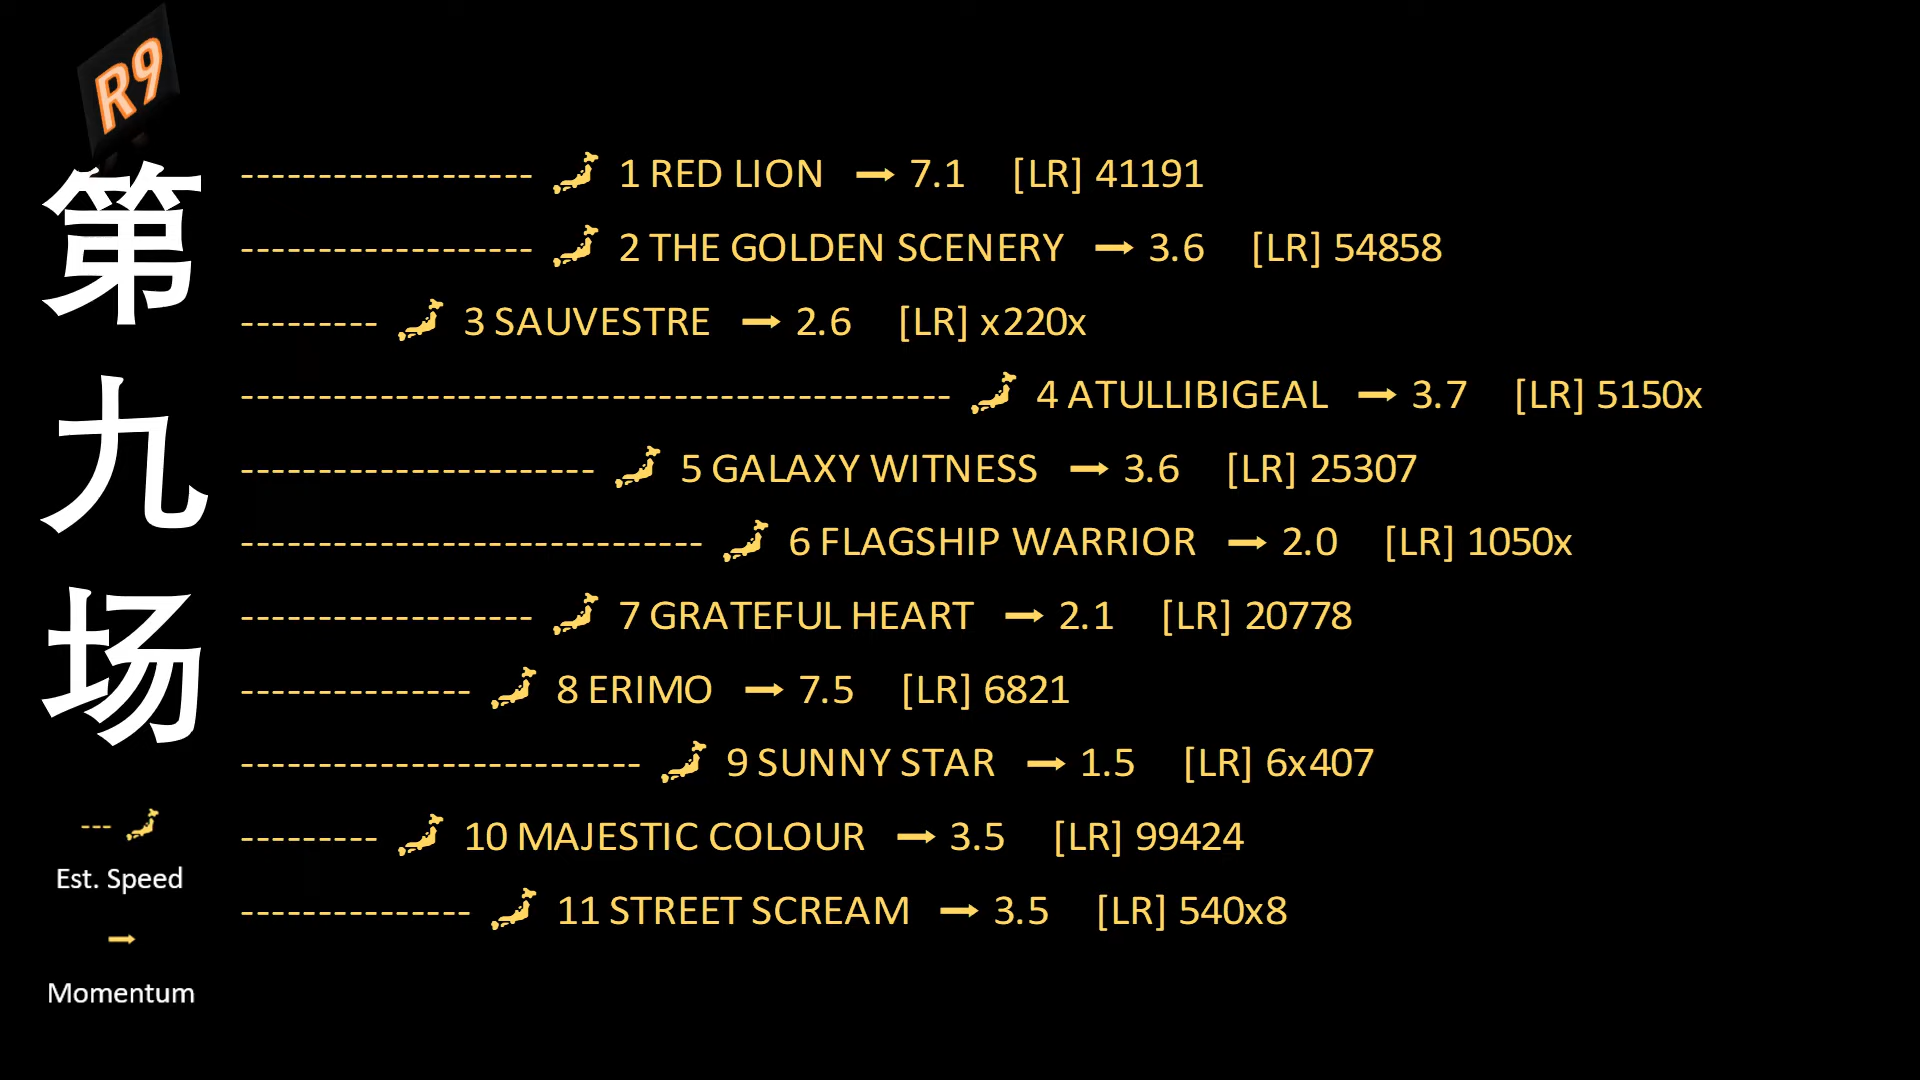 R9
第九场
------------------- 1 RED LION → 7.1 [LR] 41191
------------------- 2 THE GOLDEN SCENERY → 3.6 [LR] 54858
--------- 3 SAUVESTRE → 2.6 [LR] x220x
---------------------------------------------- 4 ATULLIBIGEAL → 3.7 [LR] 5150x
----------------------- 5 GALAXY WITNESS → 3.6 [LR] 25307
------------------------------ 6 FLAGSHIP WARRIOR → 2.0 [LR] 1050x
------------------- 7 GRATEFUL HEART → 2.1 [LR] 20778
--------------- 8 ERIMO → 7.5 [LR] 6821
-------------------------- 9 SUNNY STAR → 1.5 [LR] 6x407
--------- 10 MAJESTIC COLOUR → 3.5 [LR] 99424
--------------- 11 STREET SCREAM → 3.5 [LR] 540x8
---
Est. Speed
→
Momentum